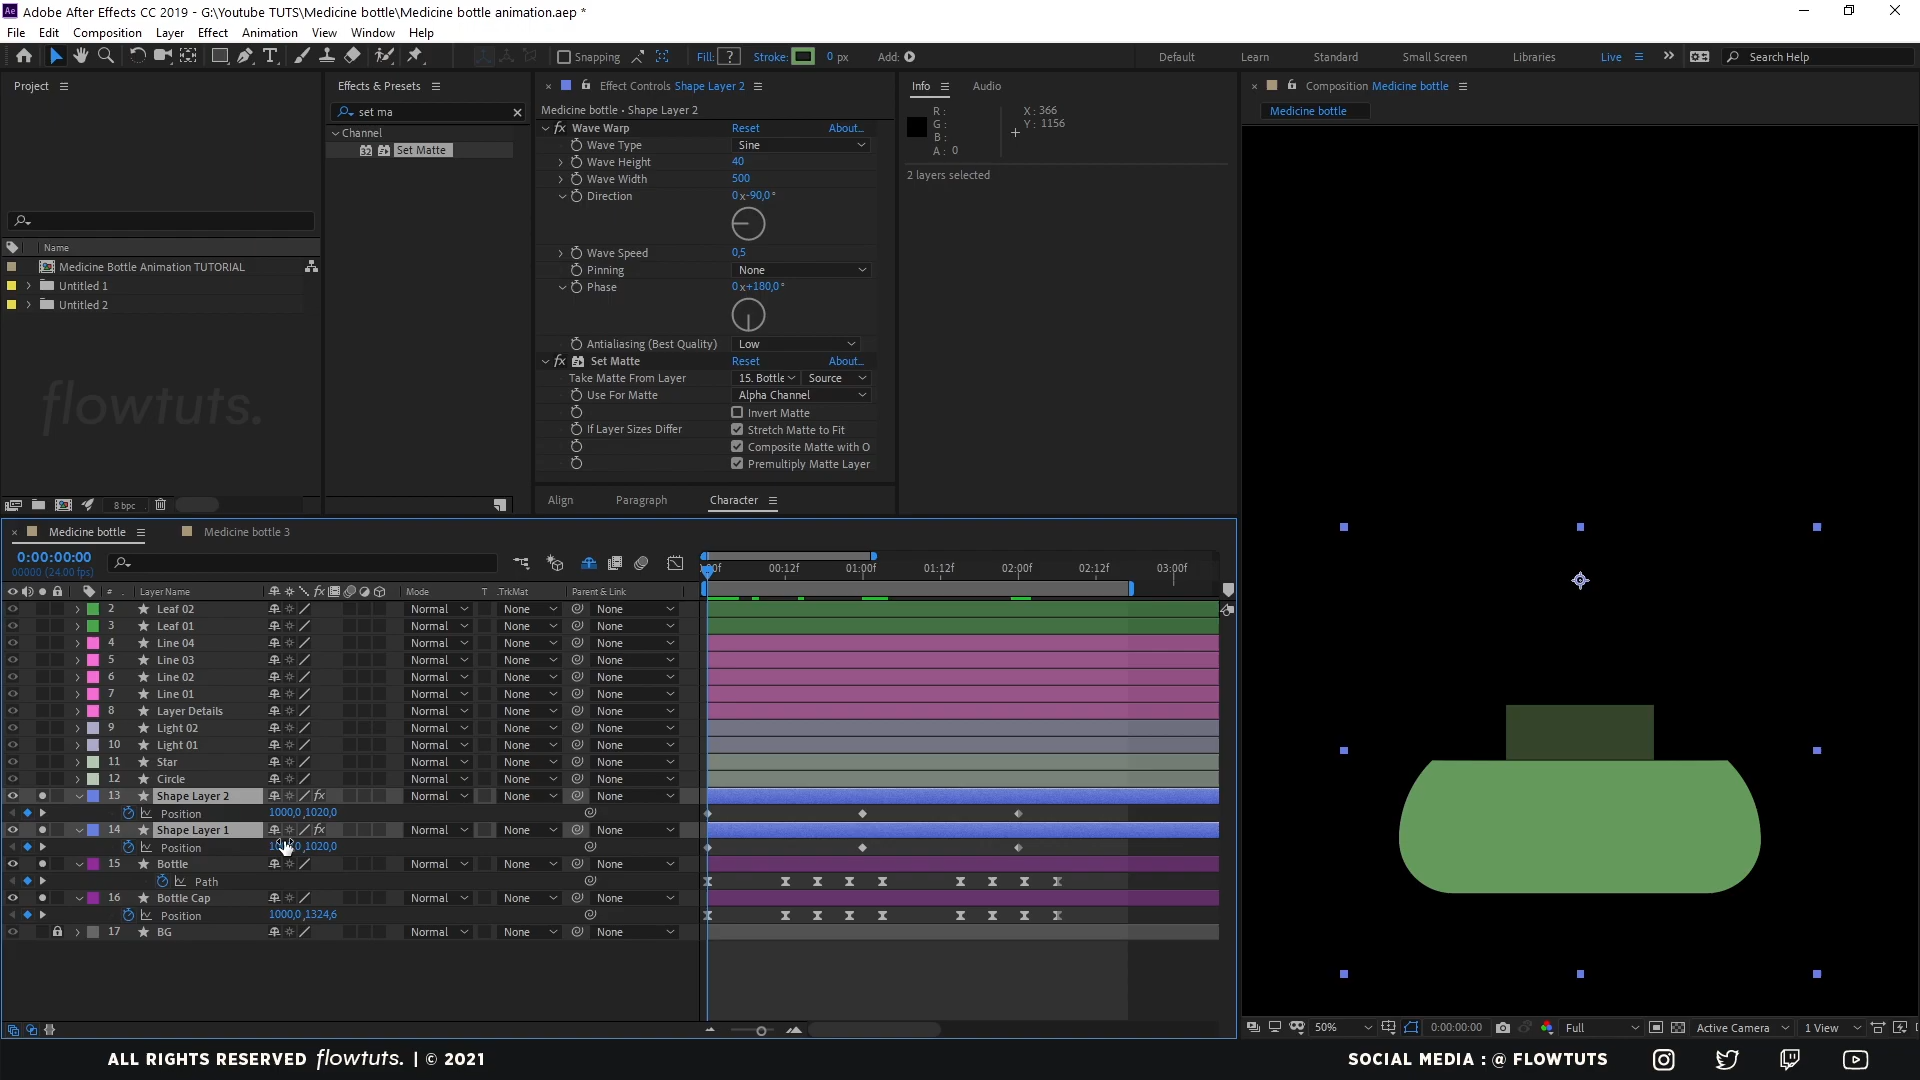 Adobe After Effects CC 2019 - G:\Youtube TUTS\Medicine bottle\Medicine bottle animation.aep *
File Edit Composition Layer Effect Animation View Window Help
Snapping Fill: ? Stroke: 0 px Add: Default Learn Standard Small Screen Libraries Live Search Help
Project
Effects & Presets
Effect Controls Shape Layer 2
Info Audio
Composition Medicine bottle
set ma
Medicine bottle • Shape Layer 2
Medicine bottle
Channel
Set Matte
Wave Warp Reset About...
Wave Type Sine
Wave Height 40
Wave Width 500
Direction 0x-90,0°
Wave Speed 0,5
Pinning None
Phase 0x+180,0°
Antialiasing (Best Quality) Low
Set Matte Reset About...
Take Matte From Layer 15. Bottle Source
Use For Matte Alpha Channel
Invert Matte
If Layer Sizes Differ Stretch Matte to Fit
Composite Matte with O
Premultiply Matte Layer
R :
G :
B :
A : 0
X : 366
Y : 1156
2 layers selected
Name
Medicine Bottle Animation TUTORIAL
Untitled 1
Untitled 2
flowtuts.
8 bpc
Align Paragraph Character
Medicine bottle Medicine bottle 3
0:00:00:00
00000 (24.00 fps)
:00f 00:12f 01:00f 01:12f 02:00f 02:12f 03:00f
# Layer Name Mode T .TrkMat Parent & Link
2 Leaf 02 Normal None None
3 Leaf 01 Normal None None
4 Line 04 Normal None None
5 Line 03 Normal None None
6 Line 02 Normal None None
7 Line 01 Normal None None
8 Layer Details Normal None None
9 Light 02 Normal None None
10 Light 01 Normal None None
11 Star Normal None None
12 Circle Normal None None
13 Shape Layer 2 Normal None None
Position 1000,0 ,1020,0
14 Shape Layer 1 Normal None None
Position ,1020,0
15 Bottle Normal None None
Path
16 Bottle Cap Normal None None
Position 1000,0 ,1324,6
17 BG Normal None None
50% 0:00:00:00 Full Active Camera 1 View
ALL RIGHTS RESERVED flowtuts. | © 2021
SOCIAL MEDIA : @ FLOWTUTS